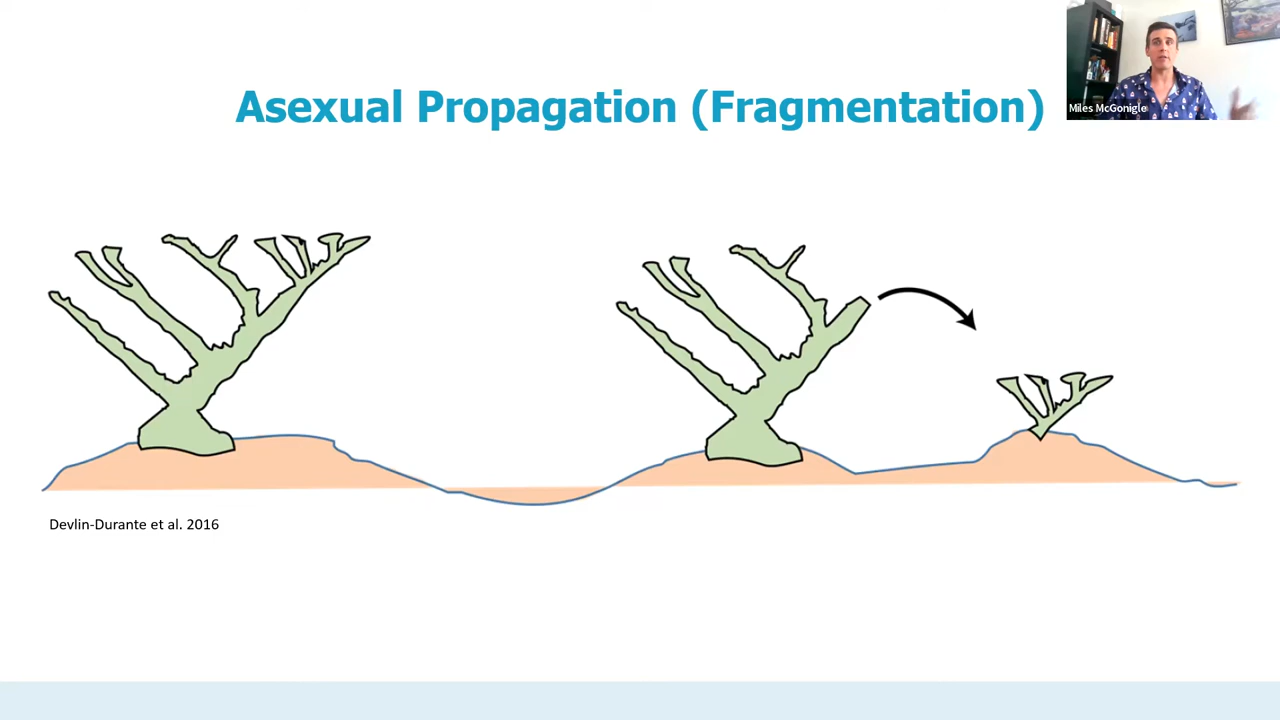 Asexual Propagation (Fragmentation)
Miles McGonigle
Devlin-Durante et al. 2016